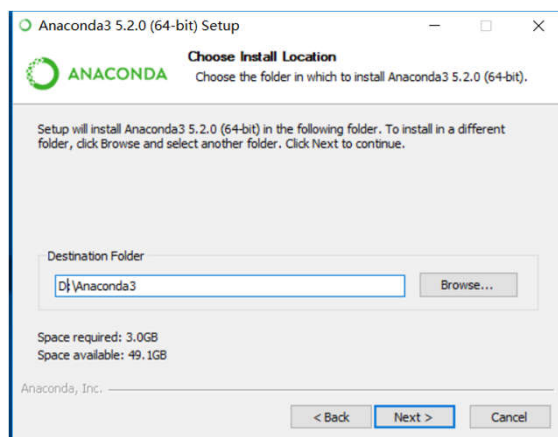 Anaconda3 5.2.0 (64-bit) Setup
ANACONDA
Choose Install Location
Choose the folder in which to install Anaconda3 5.2.0 (64-bit).
Setup will install Anaconda3 5.2.0 (64-bit) in the following folder. To install in a different
folder, click Browse and select another folder. Click Next to continue.
Destination Folder
D:\Anaconda3
Browse...
Space required: 3.0GB
Space available: 49.1GB
Anaconda, Inc.
< Back
Next >
Cancel